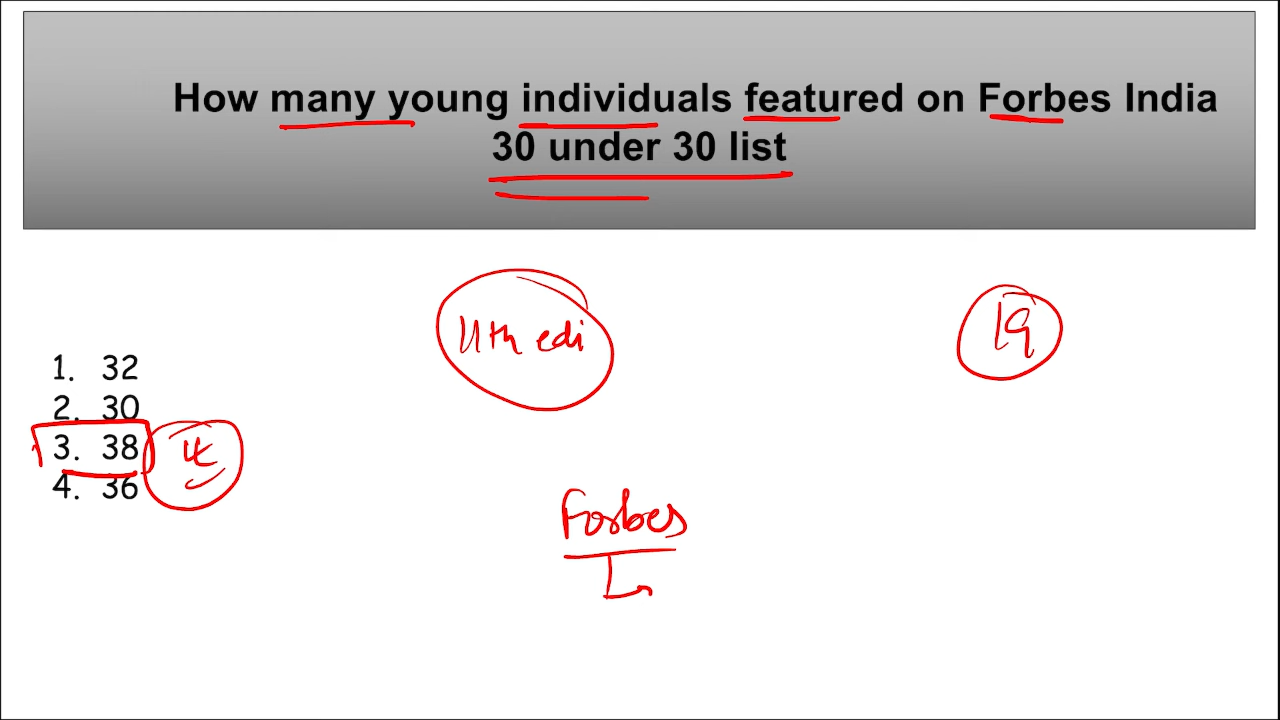 How many young individuals featured on Forbes India
30 under 30 list
11th edi
19
1. 32
2. 30
3. 38
4. 36
Forbes